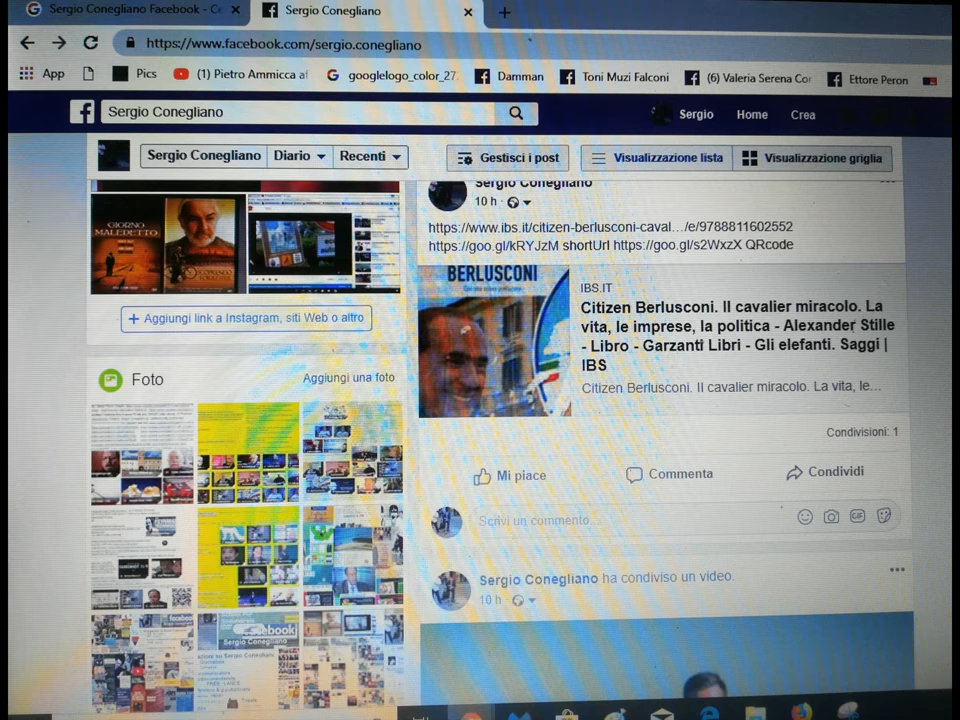 Sergio Conegliano Facebook - Ce
Sergio Conegliano
https://www.facebook.com/sergio.conegliano
App
Pics
(1) Pietro Ammicca at
googlelogo_color_27
Damman
Toni Muzi Falconi
(6) Valeria Serena Cor
Ettore Peron
Sergio Conegliano
Sergio
Home
Crea
Sergio Conegliano
Diario
Recenti
Gestisci i post
Visualizzazione lista
Visualizzazione griglia
GIORNO
MALEDETTO
Sergio Conegliano
10 h
https://www.ibs.it/citizen-berlusconi-caval…/e/9788811602552
https://goo.gl/kRYJzM shortUrl https://goo.gl/s2WxzX QRcode
+ Aggiungi link a Instagram, siti Web o altro
BERLUSCONI
IBS.IT
Citizen Berlusconi. Il cavalier miracolo. La
vita, le imprese, la politica - Alexander Stille
- Libro - Garzanti Libri - Gli elefanti. Saggi |
IBS
Citizen Berlusconi. Il cavalier miracolo. La vita, le...
Foto
Aggiungi una foto
Condivisioni: 1
Mi piace
Commenta
Condividi
Scrivi un commento...
GIF
Sergio Conegliano ha condiviso un video.
10 h
facebook
Sergio Conegliano